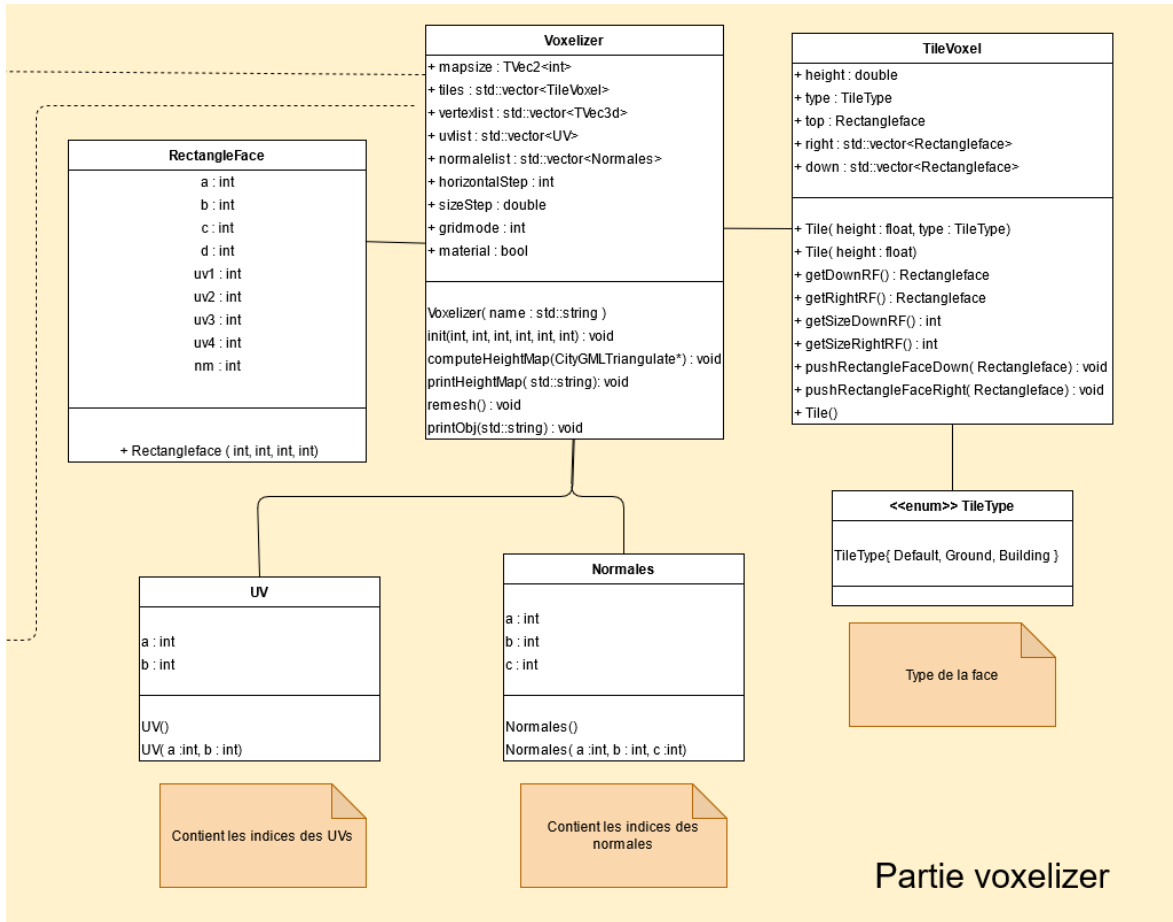 Voxelizer
+ mapsize : TVec2<int>
+ tiles : std::vector<TileVoxel>
+ vertexlist : std::vector<TVec3d>
+ uvlist : std::vector<UV>
+ normalelist : std::vector<Normales>
+ horizontalStep : int
+ sizeStep : double
+ gridmode : int
+ material : bool
Voxelizer( name : std::string )
init(int, int, int, int, int, int) : void
computeHeightMap(CityGMLTriangulate*) : void
printHeightMap( std::string): void
remesh() : void
printObj(std::string) : void
TileVoxel
+ height : double
+ type : TileType
+ top : Rectangleface
+ right : std::vector<Rectangleface>
+ down : std::vector<Rectangleface>
+ Tile( height : float, type : TileType)
+ Tile( height : float)
+ getDownRF() : Rectangleface
+ getRightRF() : Rectangleface
+ getSizeDownRF() : int
+ getSizeRightRF() : int
+ pushRectangleFaceDown( Rectangleface) : void
+ pushRectangleFaceRight( Rectangleface) : void
+ Tile()
RectangleFace
a : int
b : int
c : int
d : int
uv1 : int
uv2 : int
uv3 : int
uv4 : int
nm : int
+ Rectangleface ( int, int, int, int)
<<enum>> TileType
TileType{ Default, Ground, Building }
Type de la face
UV
a : int
b : int
UV()
UV( a :int, b : int)
Contient les indices des UVs
Normales
a : int
b : int
c : int
Normales()
Normales( a :int, b : int, c :int)
Contient les indices des
normales
Partie voxelizer